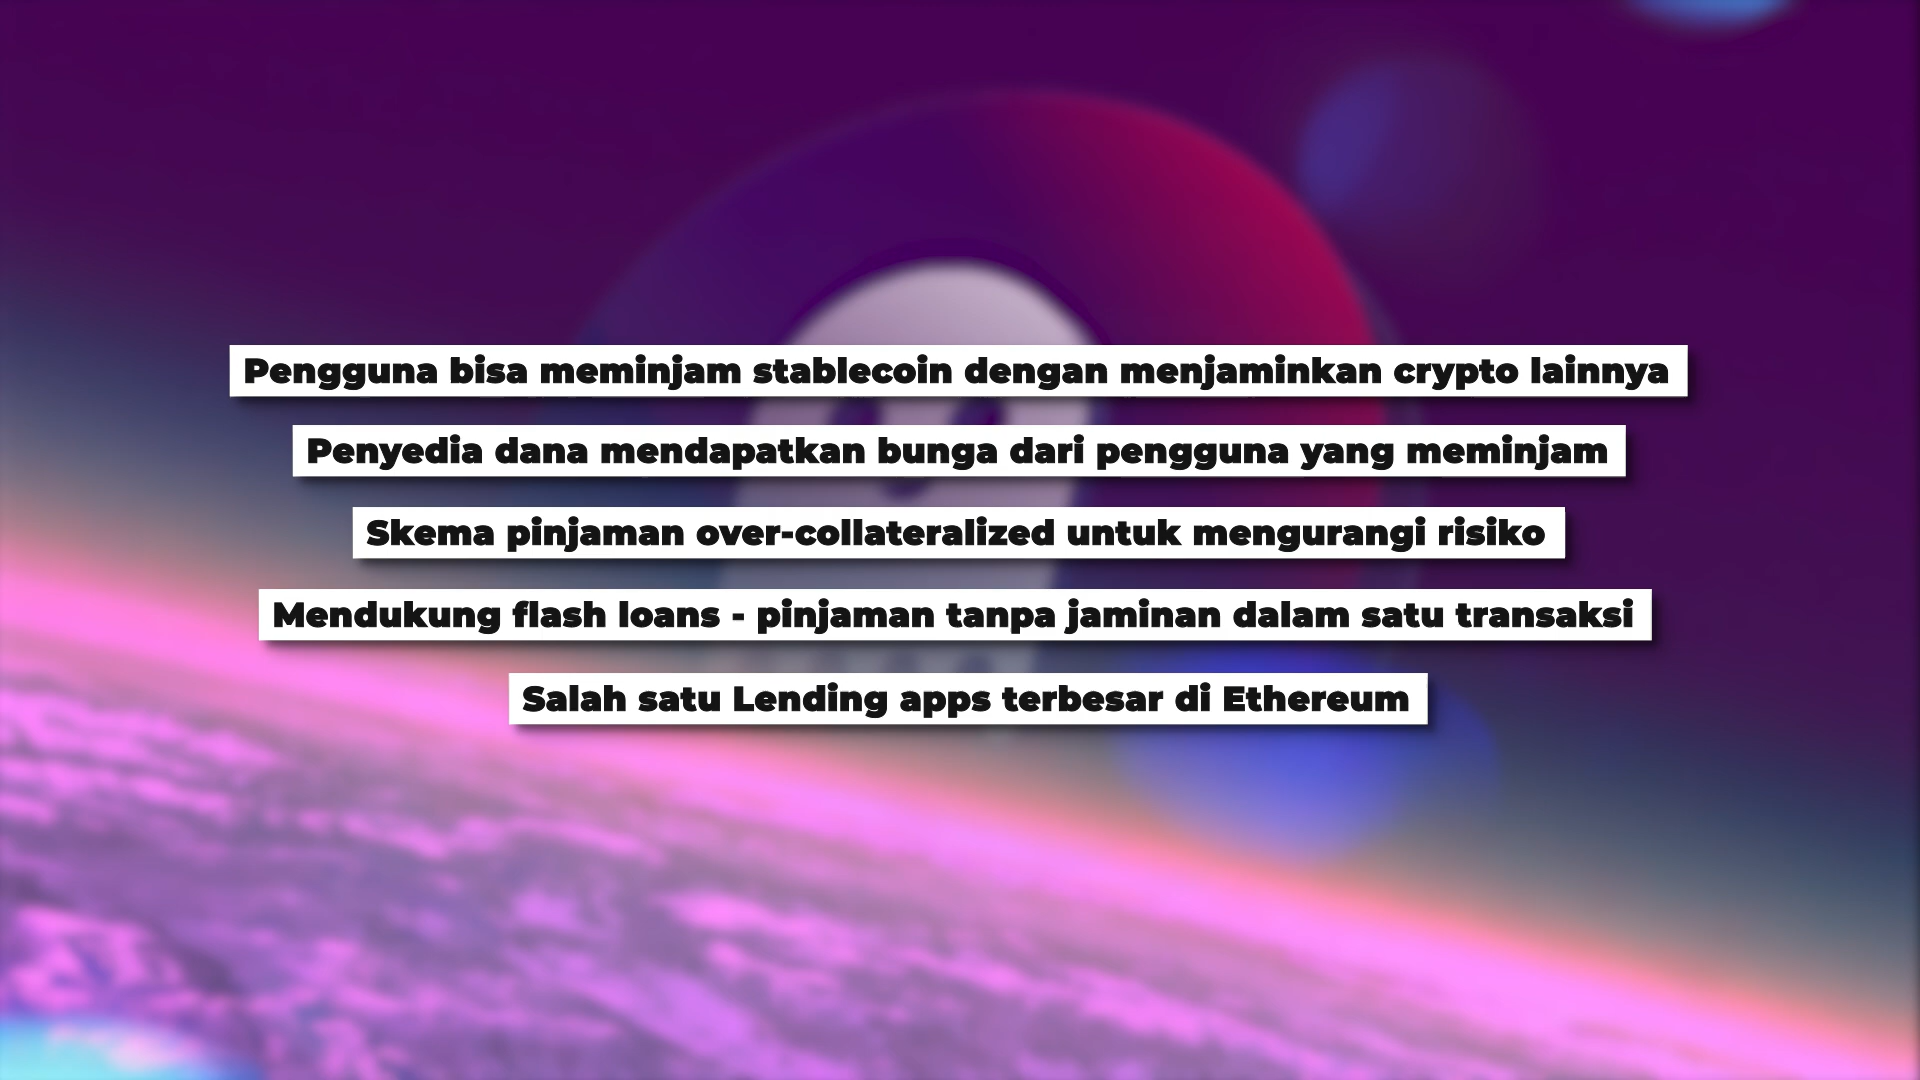 Pengguna bisa meminjam stablecoin dengan menjaminkan crypto lainnya
Penyedia dana mendapatkan bunga dari pengguna yang meminjam
Skema pinjaman over-collateralized untuk mengurangi risiko
Mendukung flash loans - pinjaman tanpa jaminan dalam satu transaksi
Salah satu Lending apps terbesar di Ethereum